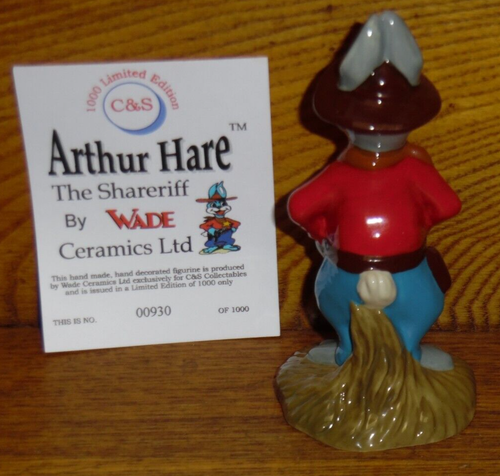 1000 Limited Edition
C&S
Arthur Hare™
The Shareriff
By WADE
Ceramics Ltd
This hand made, hand decorated figurine is produced
by Wade Ceramics Ltd exclusively for C&S Collectables
and is issued in a Limited Edition of 1000 only
THIS IS NO. 00930 OF 1000